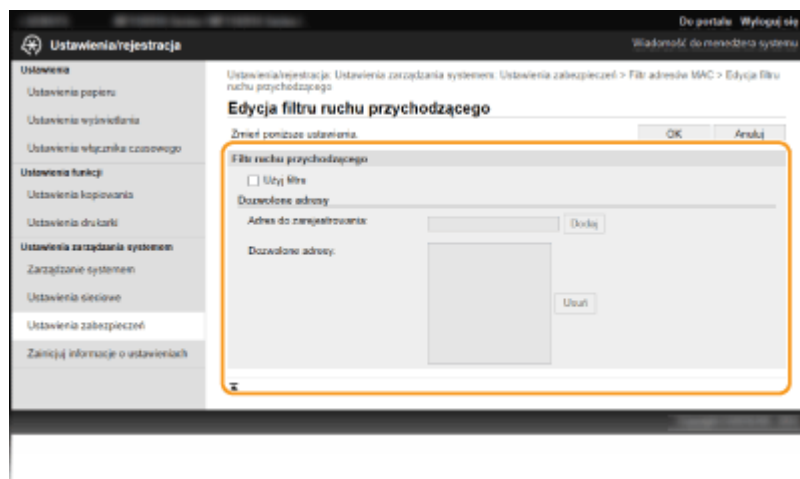 Do portalu Wyloguj się
Ustawienia/rejestracja
Wiadomość do menedżera systemu
Ustawienia
Ustawienia papieru
Ustawienia wyświetlania
Ustawienia włącznika czasowego
Ustawienia funkcji
Ustawienia kopiowania
Ustawienia drukarki
Ustawienia zarządzania systemem
Zarządzanie systemem
Ustawienia sieciowe
Ustawienia zabezpieczeń
Zainicjuj informacje o ustawieniach
Ustawienia/rejestracja: Ustawienia zarządzania systemem: Ustawienia zabezpieczeń > Filtr adresów MAC > Edycja filtru
ruchu przychodzącego
Edycja filtru ruchu przychodzącego
Zmień poniższe ustawienia.
OK
Anuluj
Filtr ruchu przychodzącego
Użyj filtra
Dozwolone adresy
Adres do zarejestrowania:
Dodaj
Dozwolone adresy:
Usuń